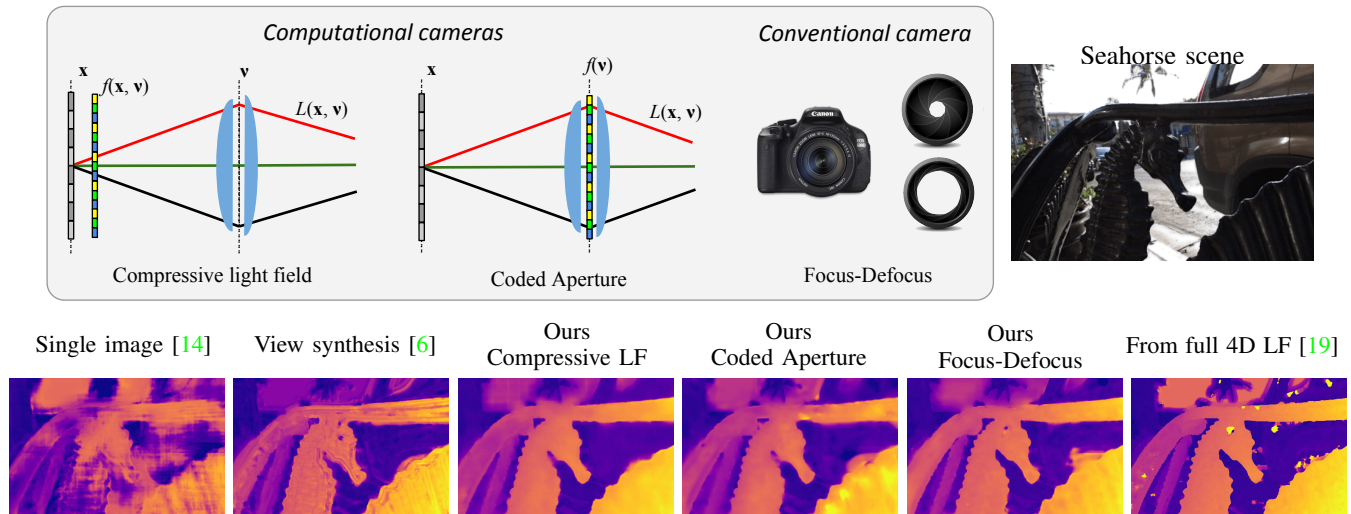 Computational cameras
Conventional camera
x
f(x, ν)
ν
L(x, ν)
Compressive light field
x
f(ν)
L(x, ν)
Coded Aperture
Canon
Focus-Defocus
Seahorse scene
Single image [14]
View synthesis [6]
Ours
Compressive LF
Ours
Coded Aperture
Ours
Focus-Defocus
From full 4D LF [19]